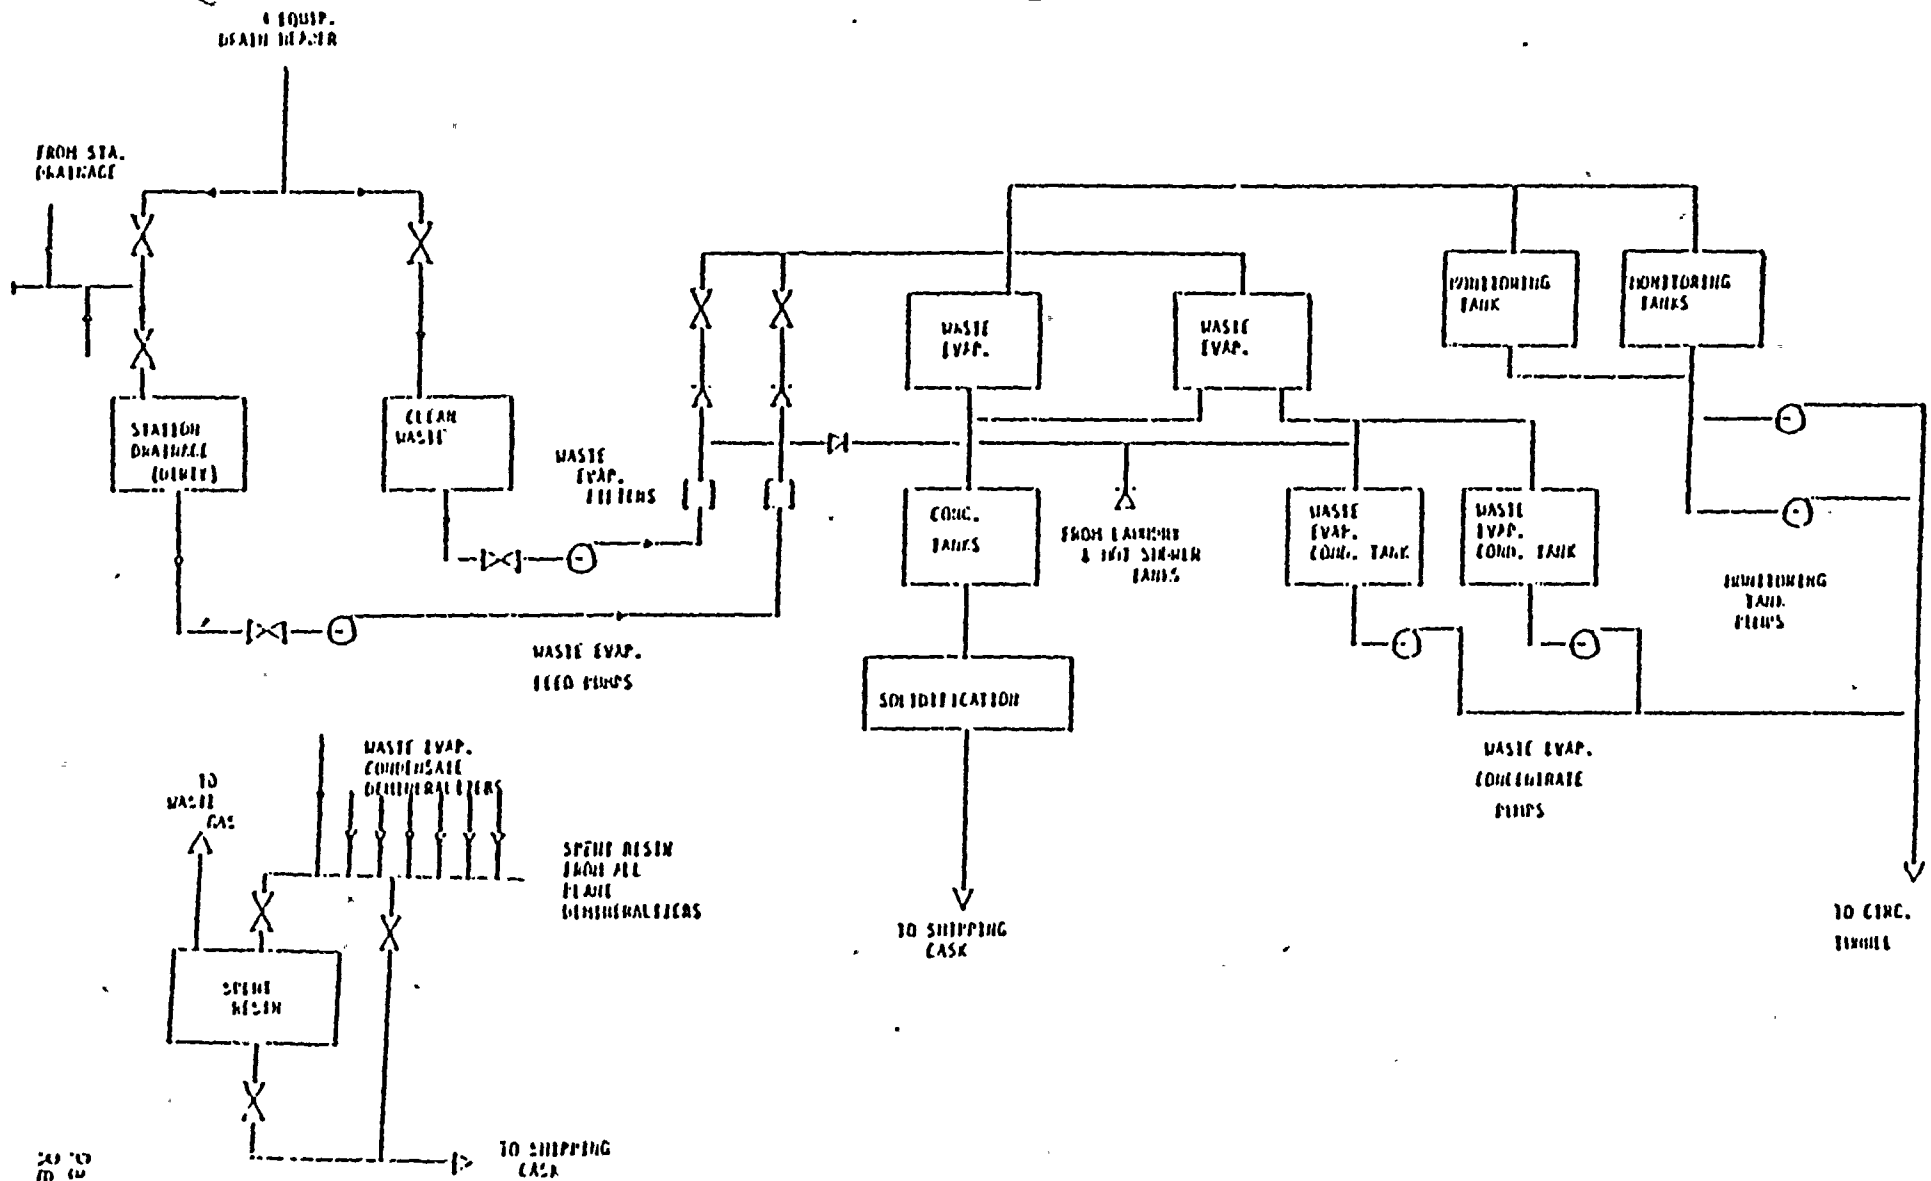 & EQUIP.
DRAIN HEADER
FROM STA.
DRAINAGE
STATION
DRAINAGE
(DIRTY)
CLEAN
WASTE
WASTE
EVAP.
FILTERS
WASTE EVAP.
FEED PUMPS
WASTE
EVAP.
WASTE
EVAP.
MONITORING
TANK
MONITORING
TANKS
CONC.
TANKS
FROM LAUNDRY
& HOT SHOWER
TANKS
WASTE
EVAP.
COND. TANK
WASTE
EVAP.
COND. TANK
MONITORING
TANK
PUMPS
SOLIDIFICATION
WASTE EVAP.
CONCENTRATE
PUMPS
TO SHIPPING
CASK
TO CIRC.
TUNNEL
WASTE EVAP.
CONDENSATE
DEMINERALIZERS
TO
WASTE
GAS
SPENT RESIN
FROM ALL
PLANT
DEMINERALIZERS
SPENT
RESIN
TO SHIPPING
CASK